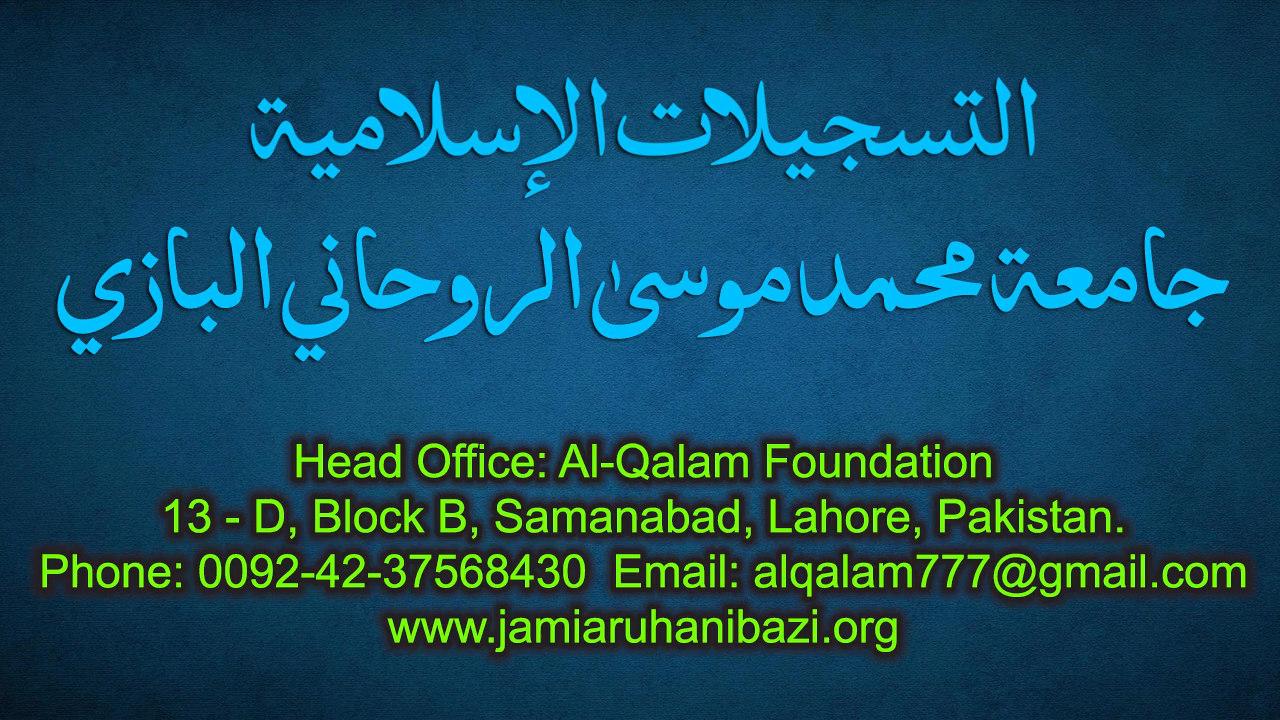 التسجيلات الإسلامية
جامعة محمد موسىٰ الروحاني البازي
Head Office: Al-Qalam Foundation
13 - D, Block B, Samanabad, Lahore, Pakistan.
Phone: 0092-42-37568430  Email: alqalam777@gmail.com
www.jamiaruhanibazi.org